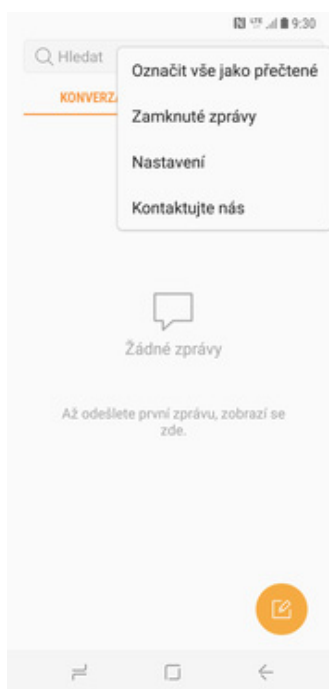 9:30
Hledat
Označit vše jako přečtené
KONVERZA
Zamknuté zprávy
Nastavení
Kontaktujte nás
Žádné zprávy
Až odešlete první zprávu, zobrazí se
zde.